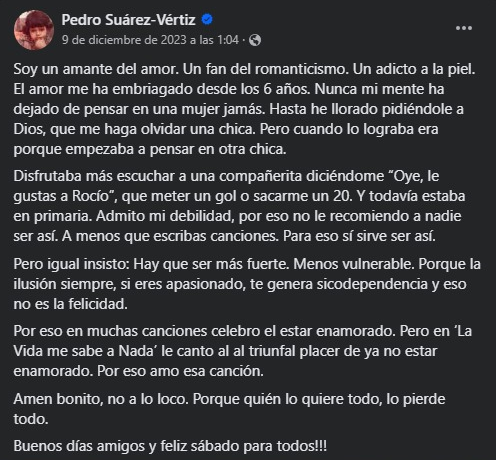 Pedro Suárez-Vértiz
9 de diciembre de 2023 a las 1:04 ·
Soy un amante del amor. Un fan del romanticismo. Un adicto a la piel.
El amor me ha embriagado desde los 6 años. Nunca mi mente ha
dejado de pensar en una mujer jamás. Hasta he llorado pidiéndole a
Dios, que me haga olvidar una chica. Pero cuando lo lograba era
porque empezaba a pensar en otra chica.
Disfrutaba más escuchar a una compañerita diciéndome “Oye, le
gustas a Rocío”, que meter un gol o sacarme un 20. Y todavía estaba
en primaria. Admito mi debilidad, por eso no le recomiendo a nadie
ser así. A menos que escribas canciones. Para eso sí sirve ser así.
Pero igual insisto: Hay que ser más fuerte. Menos vulnerable. Porque la
ilusión siempre, si eres apasionado, te genera sicodependencia y eso
no es la felicidad.
Por eso en muchas canciones celebro el estar enamorado. Pero en ‘La
Vida me sabe a Nada’ le canto al al triunfal placer de ya no estar
enamorado. Por eso amo esa canción.
Amen bonito, no a lo loco. Porque quién lo quiere todo, lo pierde
todo.
Buenos días amigos y feliz sábado para todos!!!